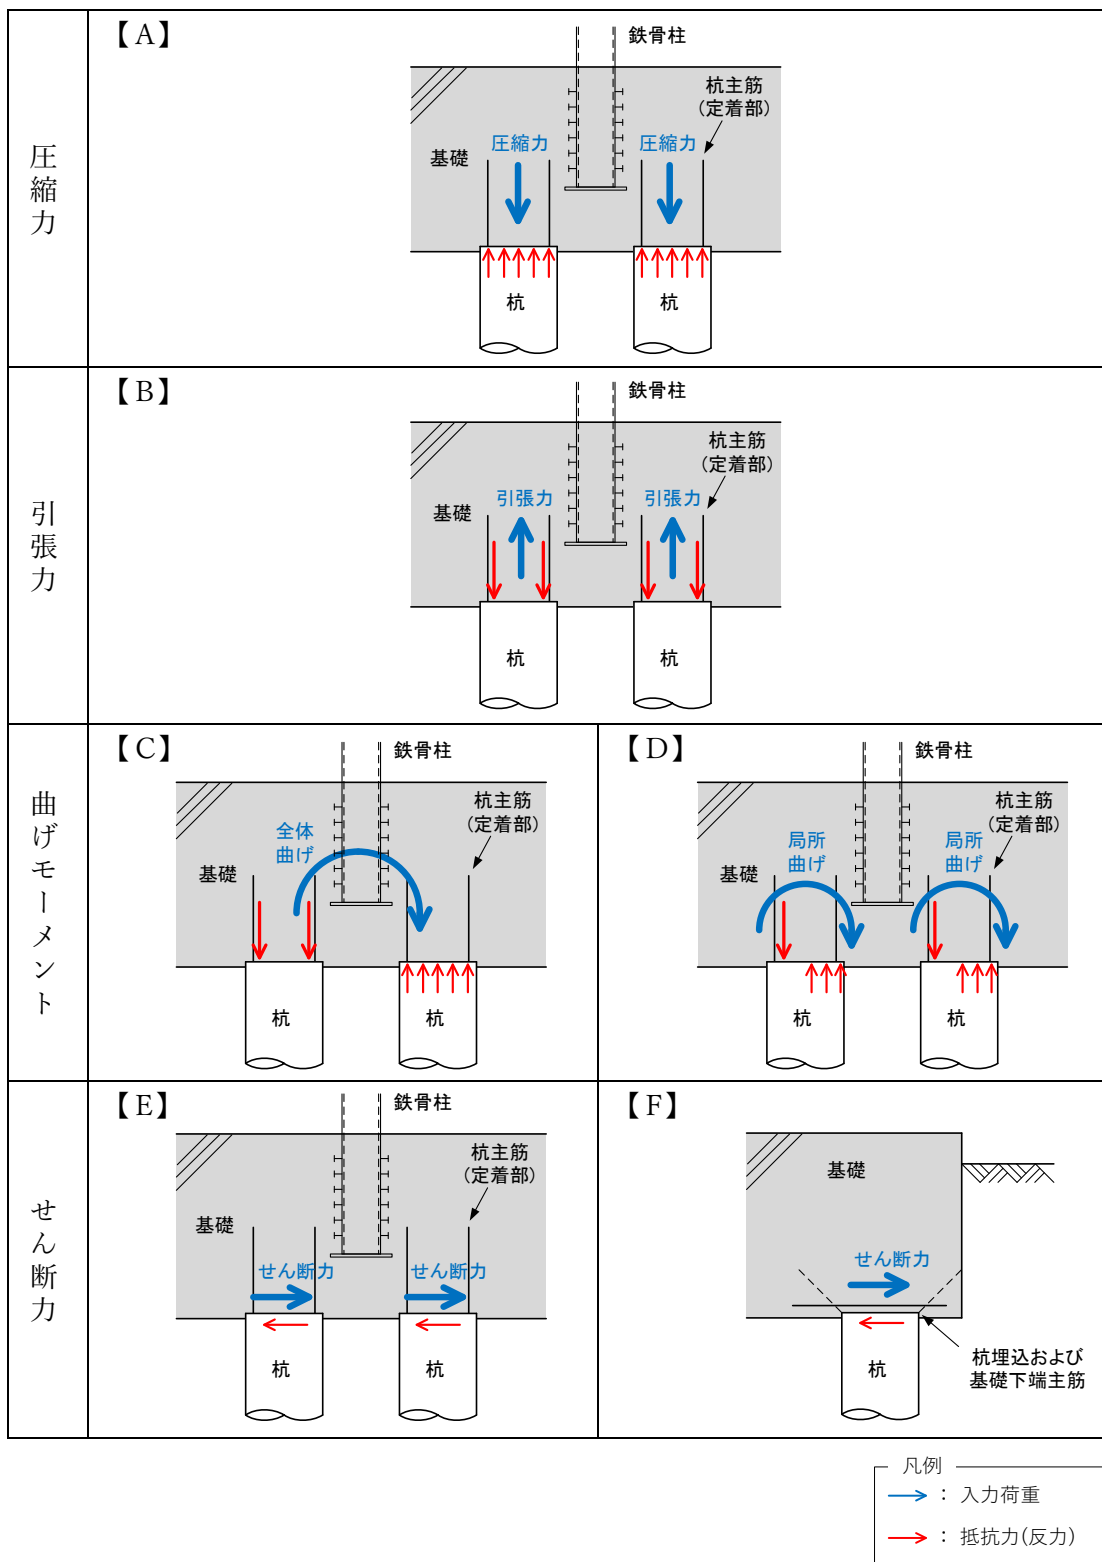 圧縮力
【A】
鉄骨柱
杭主筋
(定着部)
圧縮力
圧縮力
基礎
杭
杭
引張力
【B】
鉄骨柱
杭主筋
(定着部)
引張力
引張力
基礎
杭
杭
曲げモーメント
【C】
鉄骨柱
杭主筋
(定着部)
全体
曲げ
基礎
杭
杭
【D】
鉄骨柱
杭主筋
(定着部)
局所
曲げ
局所
曲げ
基礎
杭
杭
せん断力
【E】
鉄骨柱
杭主筋
(定着部)
基礎
せん断力
せん断力
杭
杭
【F】
基礎
せん断力
杭
杭埋込および
基礎下端主筋
凡例
： 入力荷重
： 抵抗力(反力)